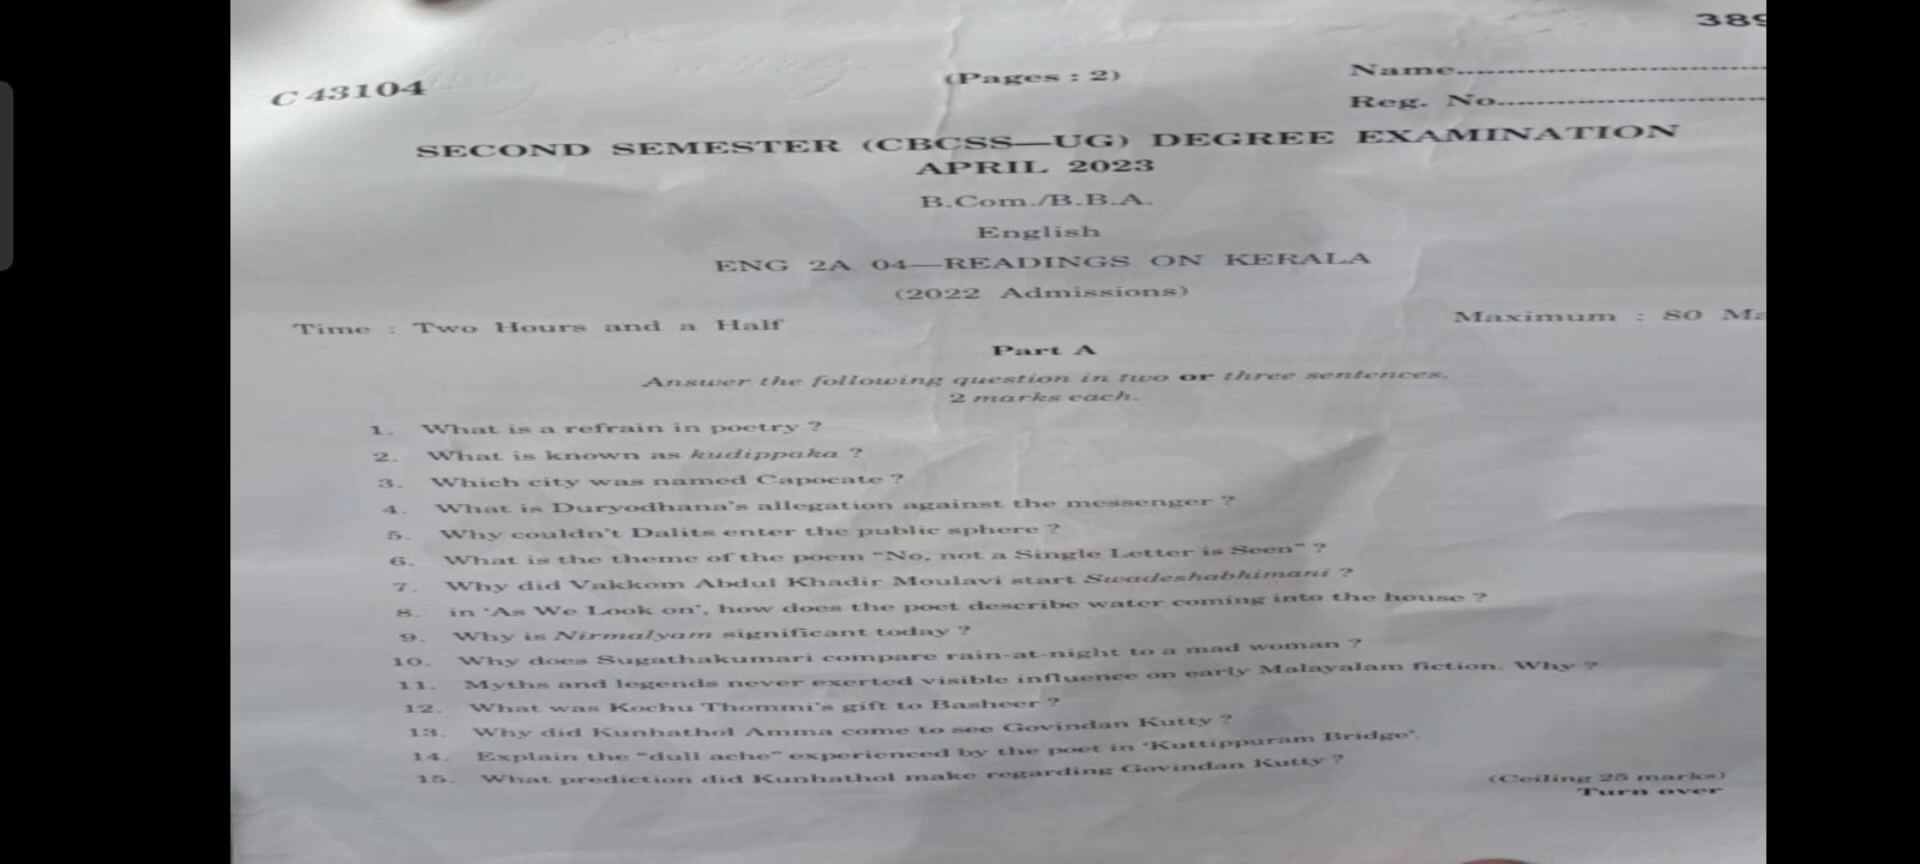 389
C 43104
(Pages : 2)
Name
Reg. No
SECOND SEMESTER (CBCSS—UG) DEGREE EXAMINATION
APRIL 2023
B.Com./B.B.A.
English
ENG 2A 04—READINGS ON KERALA
(2022 Admissions)
Time : Two Hours and a Half
Maximum : 80
Part A
Answer the following question in two or three sentences.
2 marks each.
1. What is a refrain in poetry ?
2. What is known as kudippaka ?
3. Which city was named Capocate ?
4. What is Duryodhana's allegation against the messenger ?
5. Why couldn't Dalits enter the public sphere ?
6. What is the theme of the poem "No, not a Single Letter is Seen" ?
7. Why did Vakkom Abdul Khadir Moulavi start Swadeshabhimani ?
8. in 'As We Look on', how does the poet describe water coming into the house ?
9. Why is Nirmalyam significant today ?
10. Why does Sugathakumari compare rain-at-night to a mad woman ?
11. Myths and legends never exerted visible influence on early Malayalam fiction. Why ?
12. What was Kochu Thommi's gift to Basheer ?
13. Why did Kunhathol Amma come to see Govindan Kutty ?
14. Explain the "dull ache" experienced by the poet in 'Kuttippuram Bridge'.
15. What prediction did Kunhathol make regarding Govindan Kutty ?
(Ceiling 25 marks)
Turn over